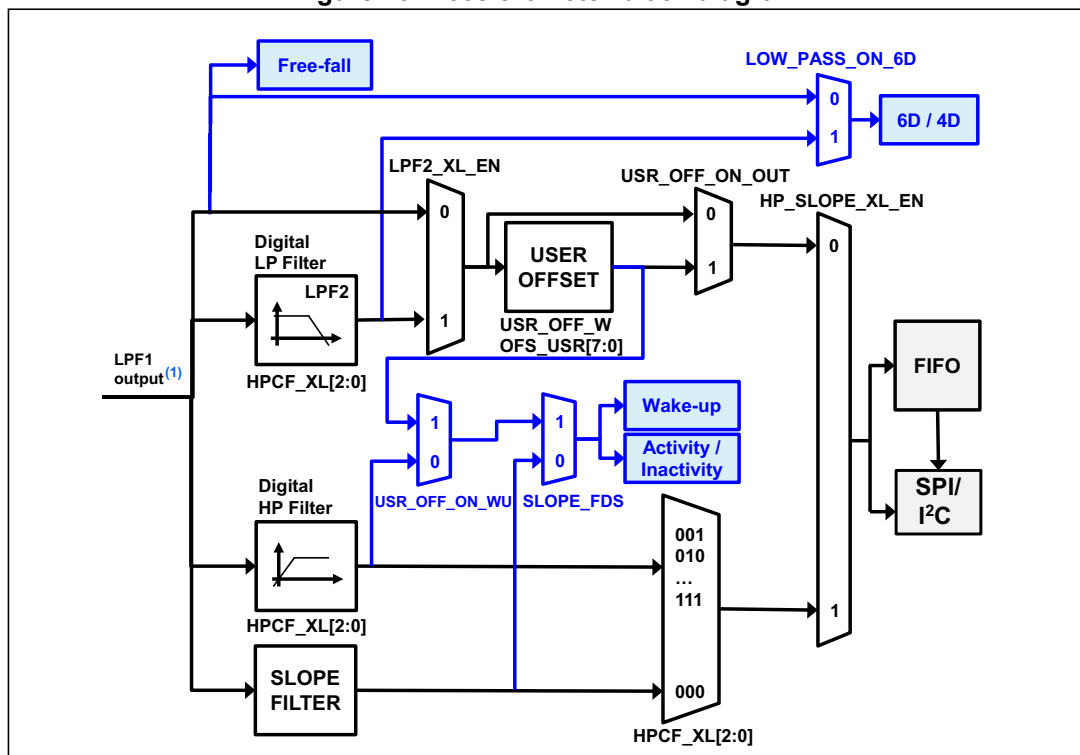 Free-fall
LOW_PASS_ON_6D
0
1
6D / 4D
LPF2_XL_EN
0
1
USR_OFF_ON_OUT
0
1
HP_SLOPE_XL_EN
0
1
Digital
LP Filter
LPF2
HPCF_XL[2:0]
USER
OFFSET
USR_OFF_W
OFS_USR[7:0]
LPF1
output(1)
FIFO
SPI/
I²C
Wake-up
Activity /
Inactivity
1
0
USR_OFF_ON_WU
1
0
SLOPE_FDS
Digital
HP Filter
HPCF_XL[2:0]
SLOPE
FILTER
001
010
...
111
000
HPCF_XL[2:0]